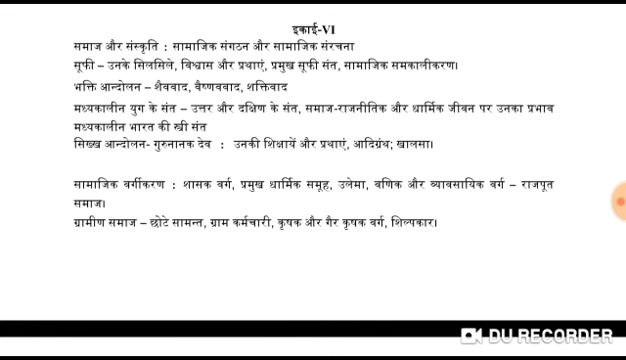 इकाई-VI
समाज और संस्कृति : सामाजिक संगठन और सामाजिक संरचना
सूफी – उनके सिलसिले, विश्वास और प्रथाएं, प्रमुख सूफी संत, सामाजिक समकालीकरण।
भक्ति आन्दोलन – शैववाद, वैष्णववाद, शक्तिवाद
मध्यकालीन युग के संत – उत्तर और दक्षिण के संत, समाज-राजनीतिक और धार्मिक जीवन पर उनका प्रभाव
मध्यकालीन भारत की स्त्री संत
सिख्ख आन्दोलन- गुरुनानक देव : उनकी शिक्षायें और प्रथाएं, आदिग्रंथ; खालसा।
सामाजिक वर्गीकरण : शासक वर्ग, प्रमुख धार्मिक समूह, उलेमा, वणिक और व्यावसायिक वर्ग – राजपूत
समाज।
ग्रामीण समाज – छोटे सामन्त, ग्राम कर्मचारी, कृषक और गैर कृषक वर्ग, शिल्पकार।
DU RECORDER